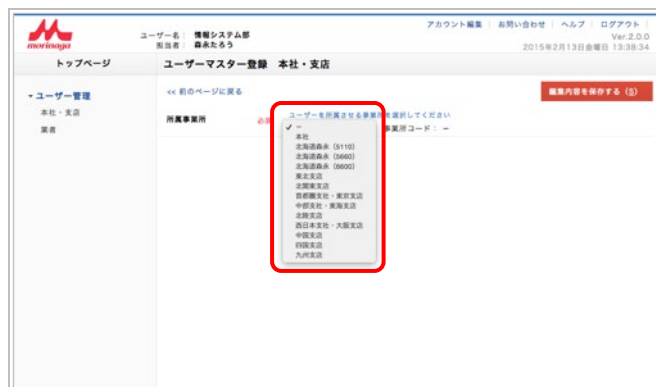 morinaga
ユーザー名： 情報システム部
担当者： 森永たろう
アカウント編集 | お問い合わせ | ヘルプ | ログアウト
Ver.2.0.0
2015年2月13日金曜日 13:38:34
トップページ
ユーザーマスター登録 本社・支店
<< 前のページに戻る
編集内容を保存する (S)
ユーザー管理
本社・支店
業者
所属事業所
ユーザーを所属させる事業所を選択してください
事業所コード： −
✓ −
本社
北海道森永 (5110)
北海道森永 (5660)
北海道森永 (6600)
東北支店
北関東支店
首都圏支社・東京支店
中部支社・東海支店
北陸支店
西日本支社・大阪支店
中国支店
四国支店
九州支店